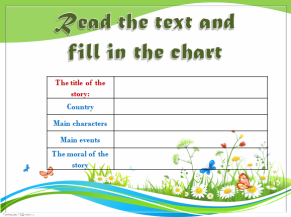 Read the text and
fill in the chart
The title of the
story:
Country
Main characters
Main events
The moral of the
story